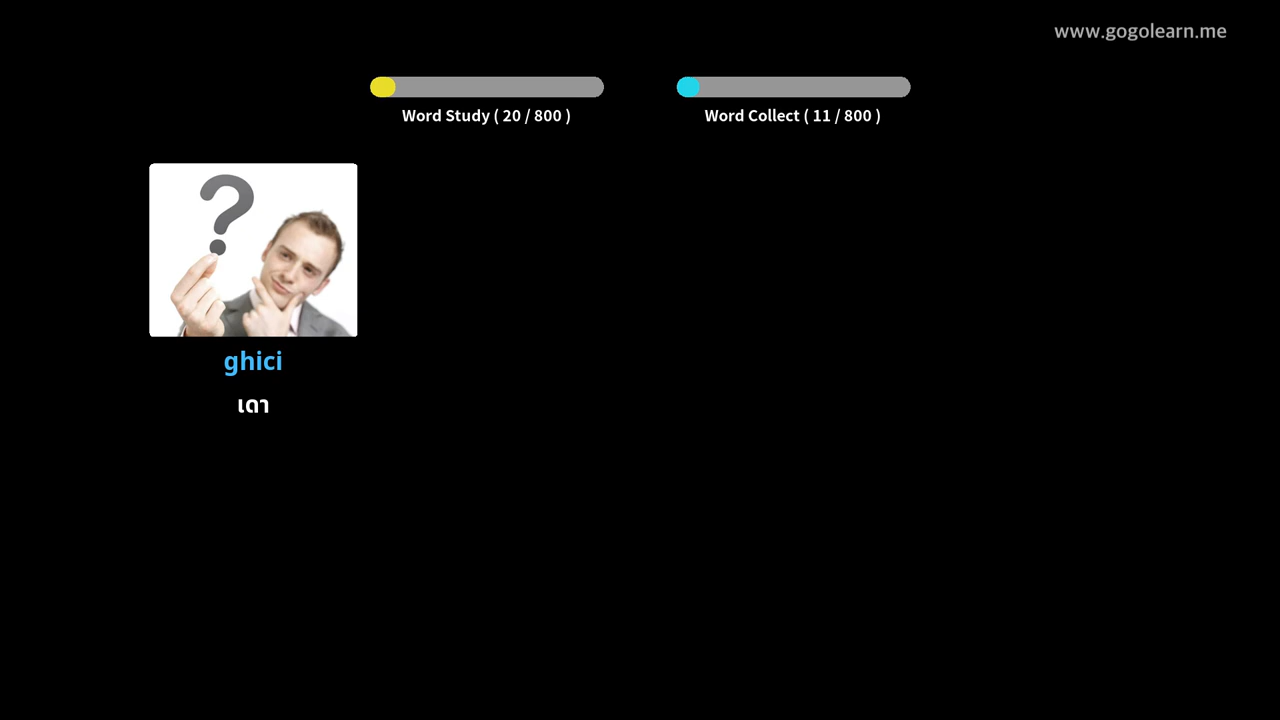 www.gogolearn.me
Word Study ( 20 / 800 )
Word Collect ( 11 / 800 )
?
ghici
เดา